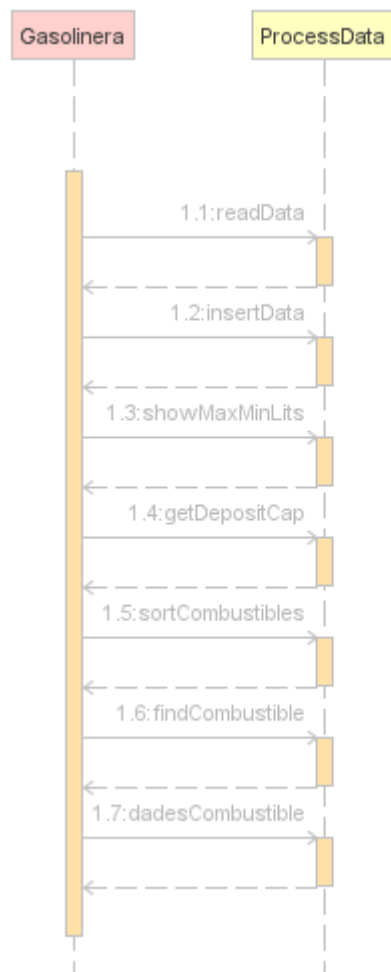 Gasolinera
ProcessData
1.1:readData
1.2:insertData
1.3:showMaxMinLits
1.4:getDepositCap
1.5:sortCombustibles
1.6:findCombustible
1.7:dadesCombustible